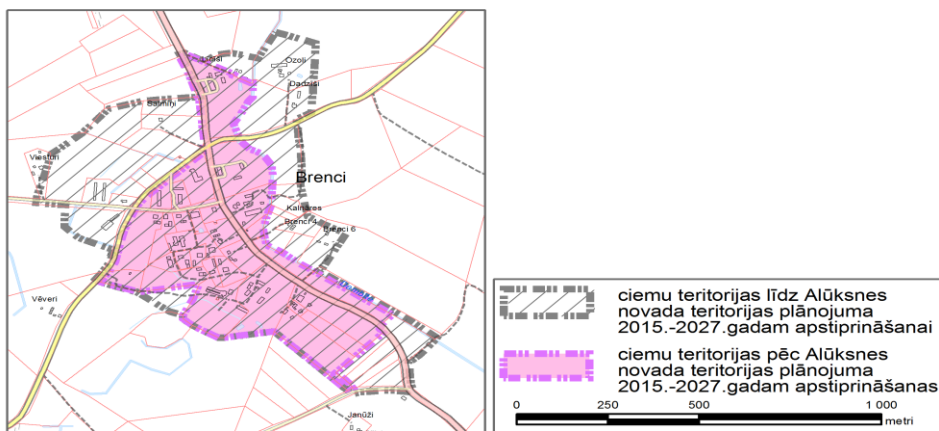 Ozoli
Dadzīši
Viesturi
Brenci
Kalnāres
Brenci 4
Brenci 6
Vēveri
Janūži
ciemu teritorijas līdz Alūksnes
novada teritorijas plānojuma
2015.-2027.gadam apstiprināšanai
ciemu teritorijas pēc Alūksnes
novada teritorijas plānojuma
2015.-2027.gadam apstiprināšanas
0 250 500 1 000
metri